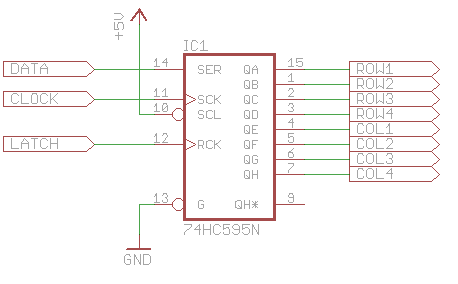 +5V
IC1
DATA 14 SER QA 15 ROW1
QB 1 ROW2
CLOCK 11 SCK QC 2 ROW3
10 SCL QD 3 ROW4
QE 4 COL1
LATCH 12 RCK QF 5 COL2
QG 6 COL3
QH 7 COL4
13 G QH* 9
74HC595N
GND